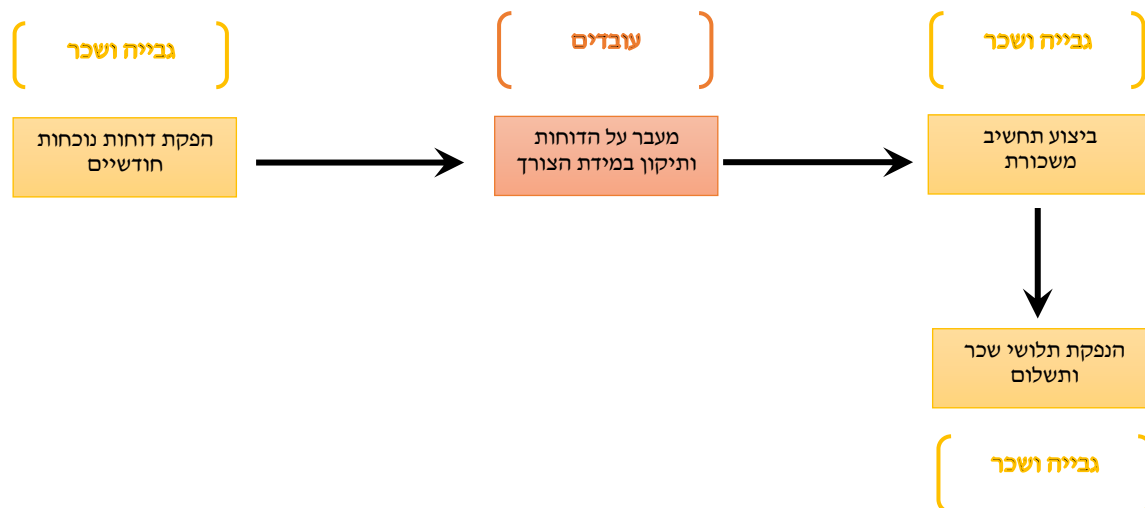 גבייה ושכר
הפקת דוחות נוכחות
חודשיים
עובדים
מעבר על הדוחות
ותיקון במידת הצורך
גבייה ושכר
ביצוע תחשיב
משכורת
הנפקת תלושי שכר
ותשלום
גבייה ושכר